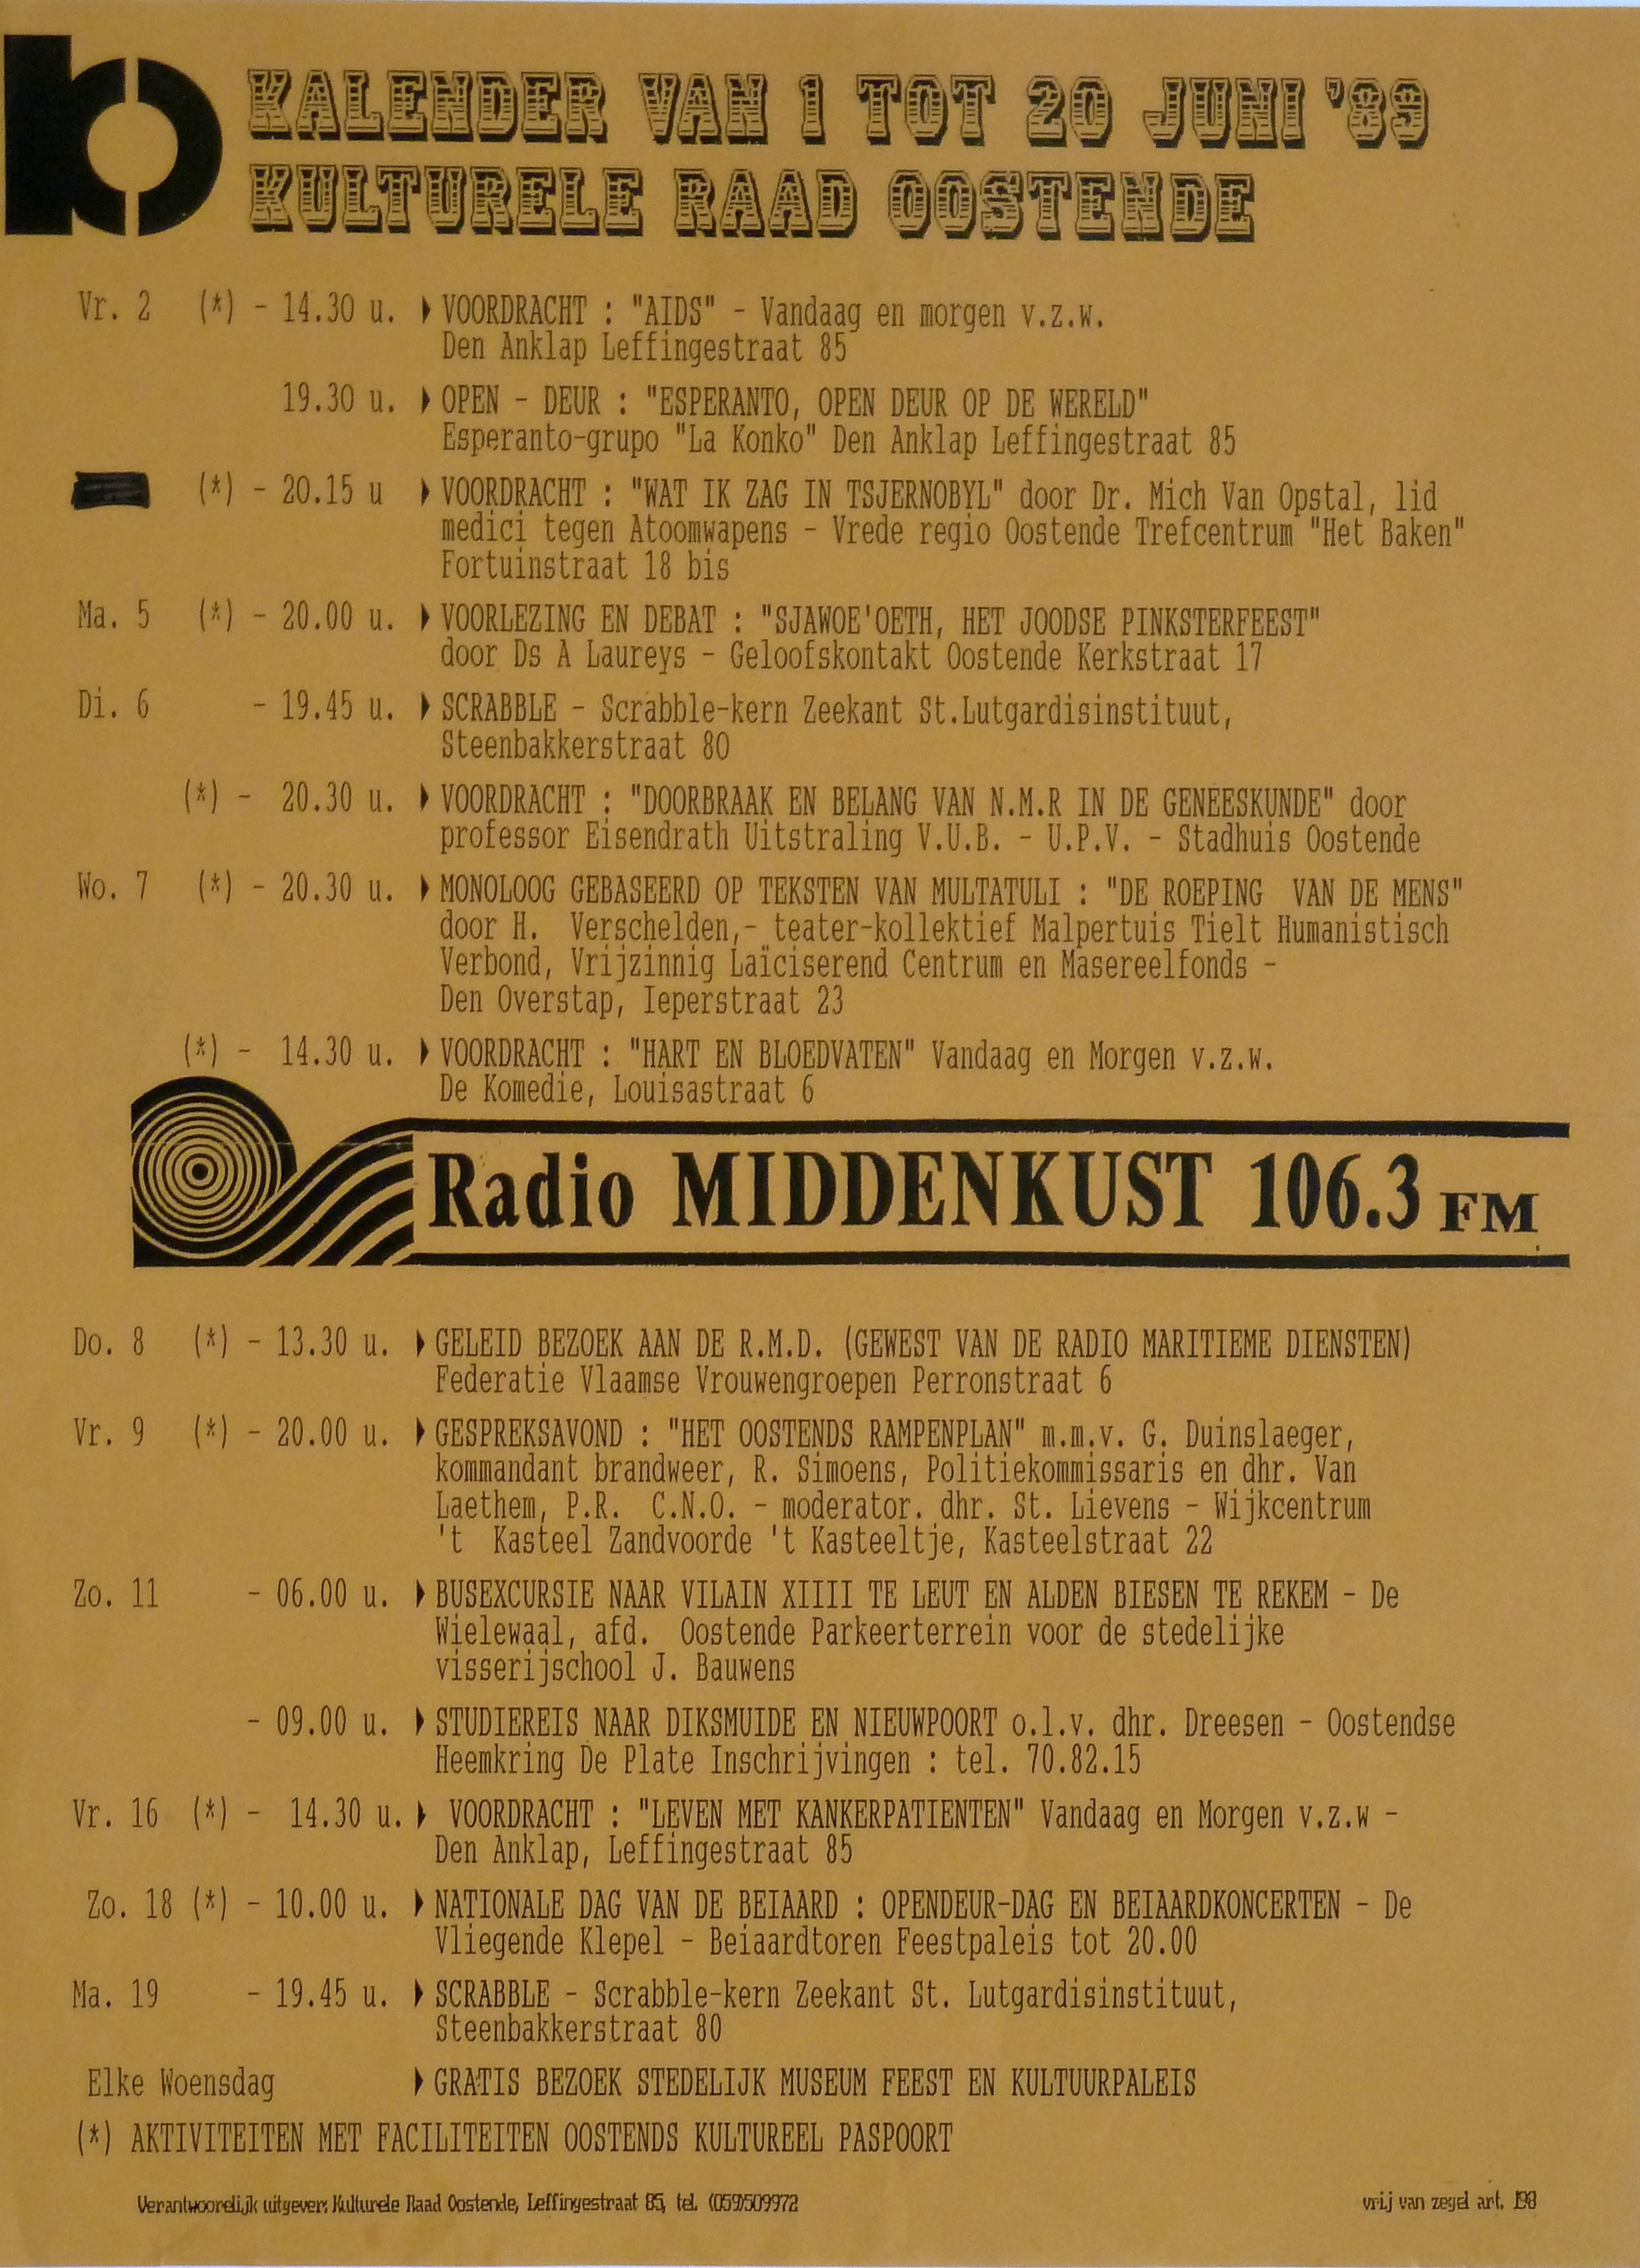 KALENDER VAN 1 TOT 20 JUNI '89
KULTURELE RAAD OOSTENDE
Vr. 2 (*) - 14.30 u. VOORDRACHT : "AIDS" - Vandaag en morgen v.z.w.
Den Anklap Leffingestraat 85
19.30 u. OPEN - DEUR : "ESPERANTO, OPEN DEUR OP DE WERELD"
Esperanto-grupo "La Konko" Den Anklap Leffingestraat 85
(*) - 20.15 u VOORDRACHT : "WAT IK ZAG IN TSJERNOBYL" door Dr. Mich Van Opstal, lid
medici tegen Atoomwapens - Vrede regio Oostende Trefcentrum "Het Baken"
Fortuinstraat 18 bis
Ma. 5 (*) - 20.00 u. VOORLEZING EN DEBAT : "SJAWOE'OETH, HET JOODSE PINKSTERFEEST"
door Ds A Laureys - Geloofskontakt Oostende Kerkstraat 17
Di. 6 - 19.45 u. SCRABBLE - Scrabble-kern Zeekant St.Lutgardisinstituut,
Steenbakkerstraat 80
(*) - 20.30 u. VOORDRACHT : "DOORBRAAK EN BELANG VAN N.M.R IN DE GENEESKUNDE" door
professor Eisendrath Uitstraling V.U.B. - U.P.V. - Stadhuis Oostende
Wo. 7 (*) - 20.30 u. MONOLOOG GEBASEERD OP TEKSTEN VAN MULTATULI : "DE ROEPING VAN DE MENS"
door H. Verschelden,- teater-kollektief Malpertuis Tielt Humanistisch
Verbond, Vrijzinnig Laïciserend Centrum en Masereelfonds -
Den Overstap, Ieperstraat 23
(*) - 14.30 u. VOORDRACHT : "HART EN BLOEDVATEN" Vandaag en Morgen v.z.w.
De Komedie, Louisastraat 6
Radio MIDDENKUST 106.3 FM
Do. 8 (*) - 13.30 u. GELEID BEZOEK AAN DE R.M.D. (GEWEST VAN DE RADIO MARITIEME DIENSTEN)
Federatie Vlaamse Vrouwengroepen Perronstraat 6
Vr. 9 (*) - 20.00 u. GESPREKSAVOND : "HET OOSTENDS RAMPENPLAN" m.m.v. G. Duinslaeger,
kommandant brandweer, R. Simoens, Politiekommissaris en dhr. Van
Laethem, P.R. C.N.O. - moderator. dhr. St. Lievens - Wijkcentrum
't Kasteel Zandvoorde 't Kasteeltje, Kasteelstraat 22
Zo. 11 - 06.00 u. BUSEXCURSIE NAAR VILAIN XIIII TE LEUT EN ALDEN BIESEN TE REKEM - De
Wielewaal, afd. Oostende Parkeerterrein voor de stedelijke
visserijschool J. Bauwens
- 09.00 u. STUDIEREIS NAAR DIKSMUIDE EN NIEUWPOORT o.l.v. dhr. Dreesen - Oostendse
Heemkring De Plate Inschrijvingen : tel. 70.82.15
Vr. 16 (*) - 14.30 u. VOORDRACHT : "LEVEN MET KANKERPATIENTEN" Vandaag en Morgen v.z.w -
Den Anklap, Leffingestraat 85
Zo. 18 (*) - 10.00 u. NATIONALE DAG VAN DE BEIAARD : OPENDEUR-DAG EN BEIAARDKONCERTEN - De
Vliegende Klepel - Beiaardtoren Feestpaleis tot 20.00
Ma. 19 - 19.45 u. SCRABBLE - Scrabble-kern Zeekant St. Lutgardisinstituut,
Steenbakkerstraat 80
Elke Woensdag GRATIS BEZOEK STEDELIJK MUSEUM FEEST EN KULTUURPALEIS
(*) AKTIVITEITEN MET FACILITEITEN OOSTENDS KULTUREEL PASPOORT
Verantwoordelijk uitgever: Kulturele Raad Oostende, Leffingestraat 85, tel. (059)509972
vrij van zegel art. 198